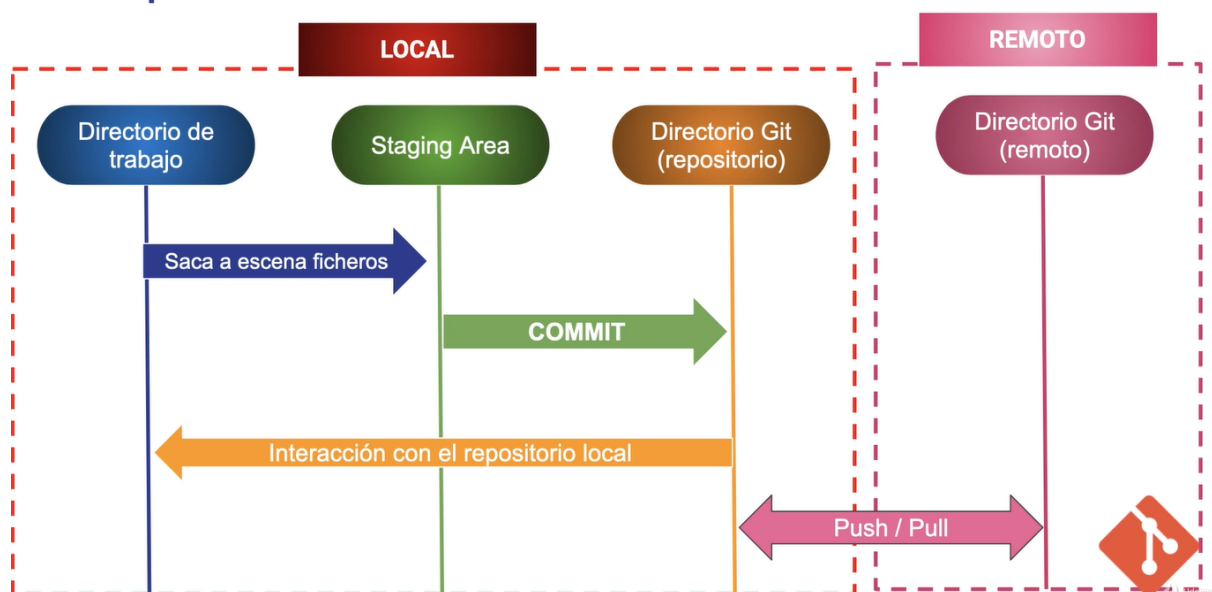 LOCAL
REMOTO
Directorio de
trabajo
Staging Area
Directorio Git
(repositorio)
Directorio Git
(remoto)
Saca a escena ficheros
COMMIT
Interacción con el repositorio local
Push / Pull